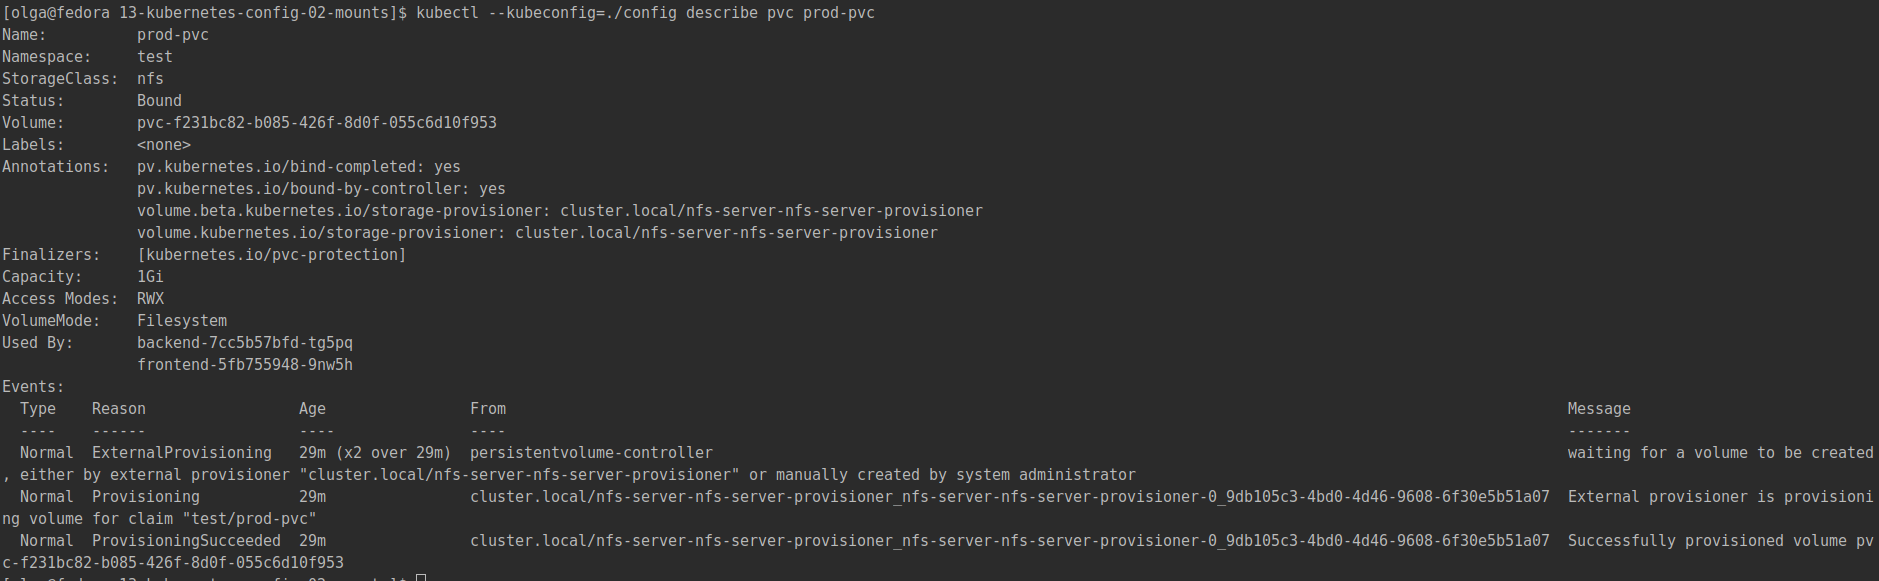 [olga@fedora 13-kubernetes-config-02-mounts]$ kubectl --kubeconfig=./config describe pvc prod-pvc
Name:          prod-pvc
Namespace:     test
StorageClass:  nfs
Status:        Bound
Volume:        pvc-f231bc82-b085-426f-8d0f-055c6d10f953
Labels:        <none>
Annotations:   pv.kubernetes.io/bind-completed: yes
               pv.kubernetes.io/bound-by-controller: yes
               volume.beta.kubernetes.io/storage-provisioner: cluster.local/nfs-server-nfs-server-provisioner
               volume.kubernetes.io/storage-provisioner: cluster.local/nfs-server-nfs-server-provisioner
Finalizers:    [kubernetes.io/pvc-protection]
Capacity:      1Gi
Access Modes:  RWX
VolumeMode:    Filesystem
Used By:       backend-7cc5b57bfd-tg5pq
               frontend-5fb755948-9nw5h
Events:
  Type    Reason                 Age                From                                                                                                                      Message
  ----    ------                 ----               ----                                                                                                                      -------
  Normal  ExternalProvisioning   29m (x2 over 29m)  persistentvolume-controller                                                                                               waiting for a volume to be created
, either by external provisioner "cluster.local/nfs-server-nfs-server-provisioner" or manually created by system administrator
  Normal  Provisioning           29m                cluster.local/nfs-server-nfs-server-provisioner_nfs-server-nfs-server-provisioner-0_9db105c3-4bd0-4d46-9608-6f30e5b51a07  External provisioner is provisioni
ng volume for claim "test/prod-pvc"
  Normal  ProvisioningSucceeded  29m                cluster.local/nfs-server-nfs-server-provisioner_nfs-server-nfs-server-provisioner-0_9db105c3-4bd0-4d46-9608-6f30e5b51a07  Successfully provisioned volume pv
c-f231bc82-b085-426f-8d0f-055c6d10f953